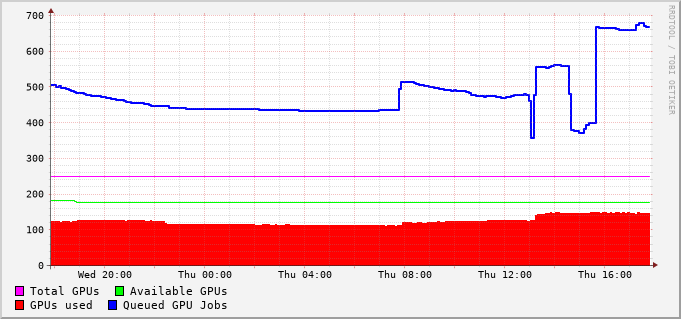 700
600
500
400
300
200
100
0
Wed 20:00 Thu 00:00 Thu 04:00 Thu 08:00 Thu 12:00 Thu 16:00
Total GPUs Available GPUs
GPUs used Queued GPU Jobs
RRDTOOL / TOBI OETIKER